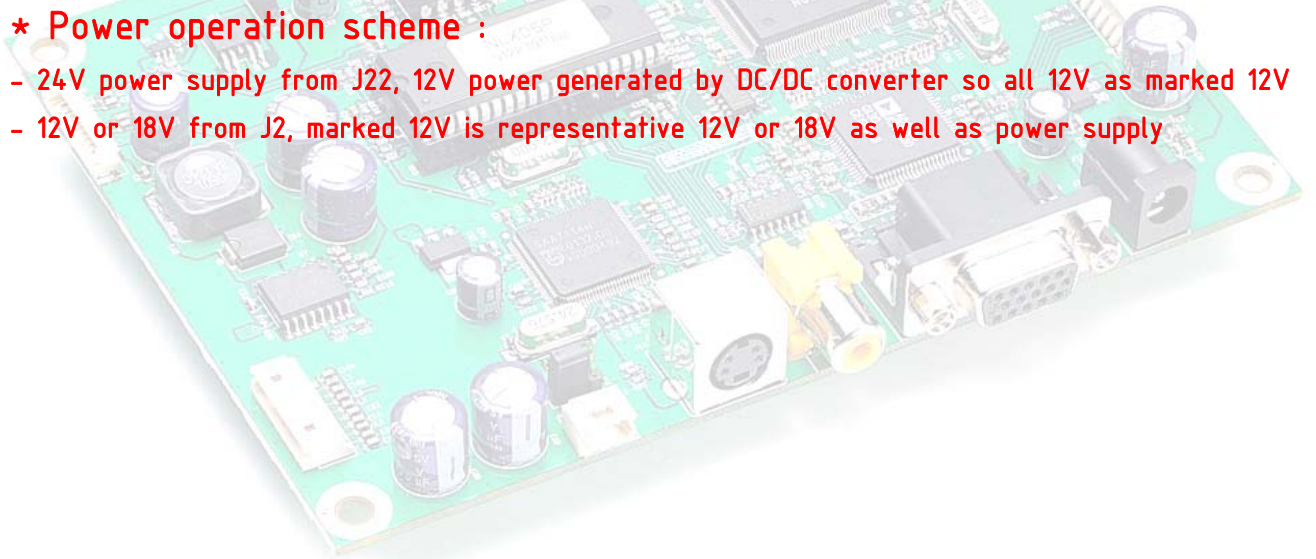 * Power operation scheme :
- 24V power supply from J22, 12V power generated by DC/DC converter so all 12V as marked 12V
- 12V or 18V from J2, marked 12V is representative 12V or 18V as well as power supply